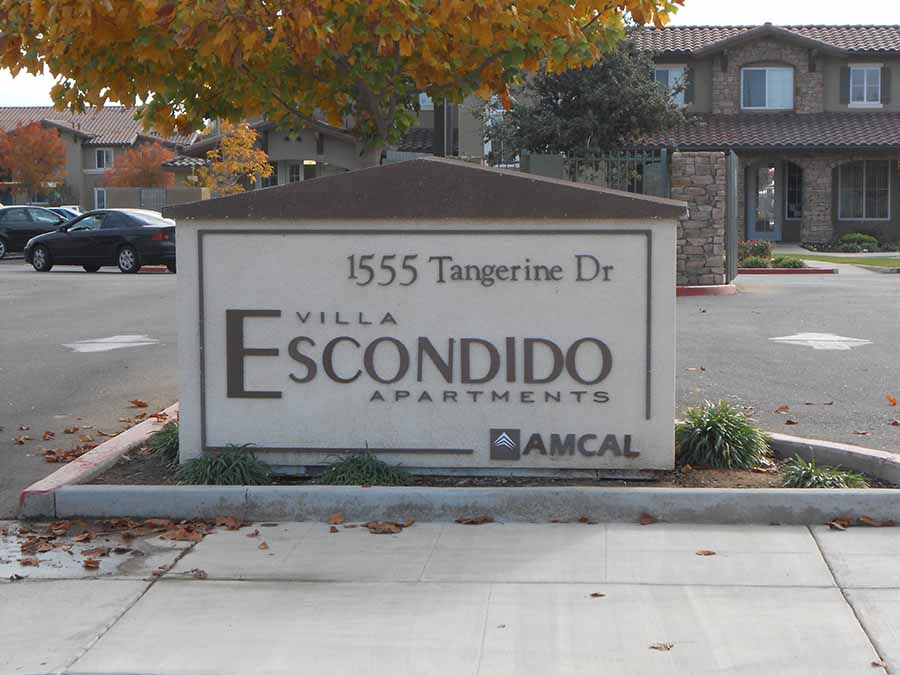 1555 Tangerine Dr
VILLA
ESCONDIDO
APARTMENTS
AMCAL